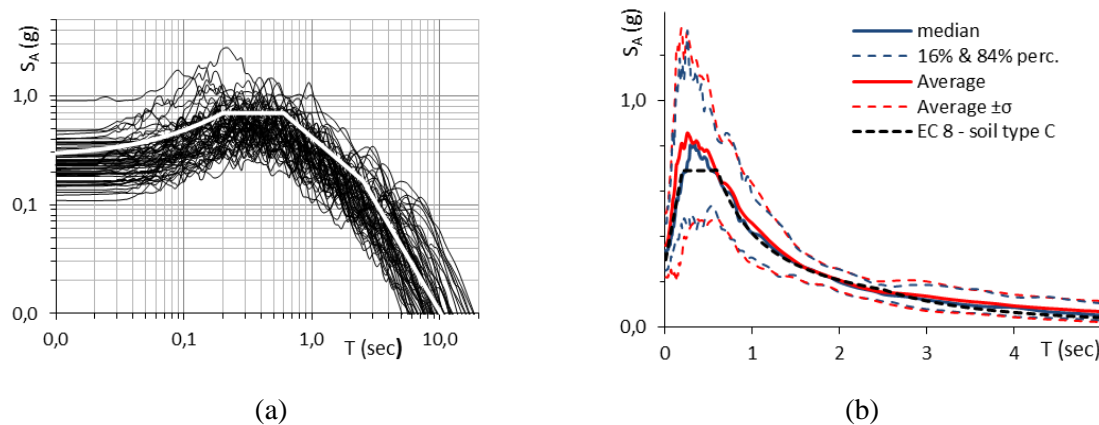 S_A (g)
1,0
0,1
0,0
0,0
0,1
1,0
10,0
T (sec)
(a)
S_A (g)
1,0
0,0
0
1
2
3
4
T (sec)
median
16% & 84% perc.
Average
Average ±σ
EC 8 - soil type C
(b)